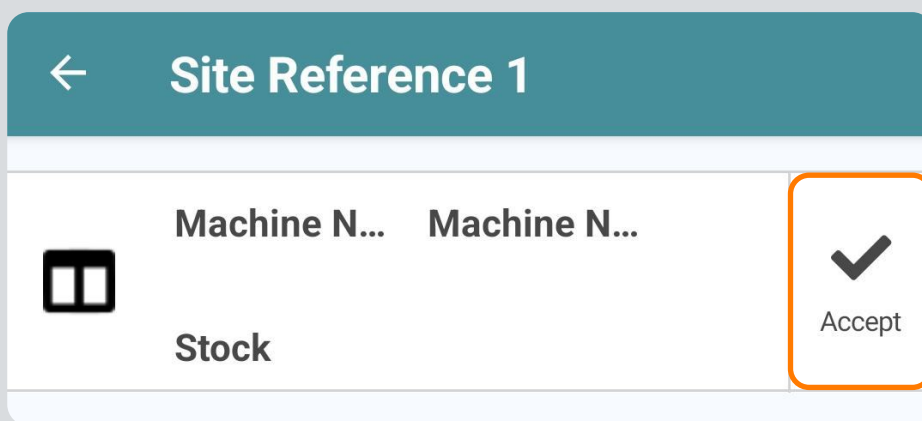 Site Reference 1
Machine N... Machine N...
Accept
Stock